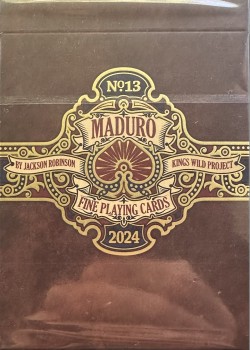 Nº13
MADURO
BY JACKSON ROBINSON
KINGS WILD PROJECT
FINE PLAYING CARDS
2024